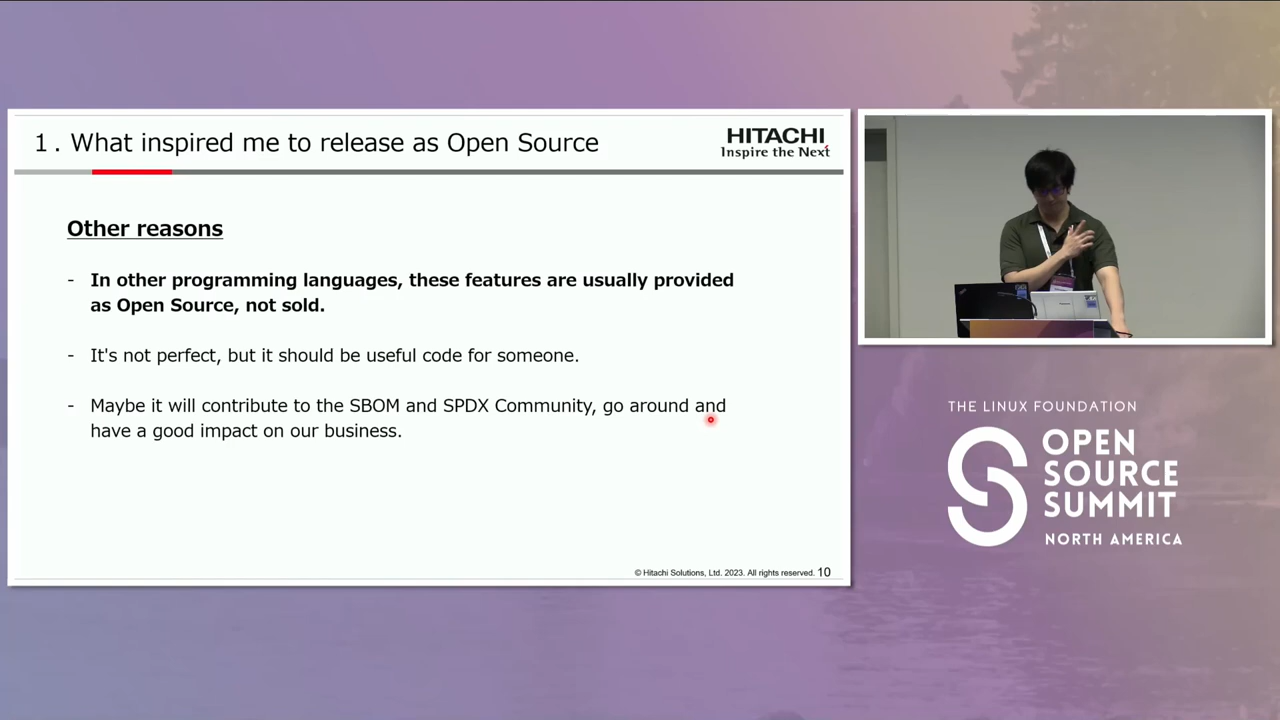 1. What inspired me to release as Open Source
HITACHI
Inspire the Next
Other reasons
- In other programming languages, these features are usually provided
as Open Source, not sold.
- It's not perfect, but it should be useful code for someone.
- Maybe it will contribute to the SBOM and SPDX Community, go around and
have a good impact on our business.
© Hitachi Solutions, Ltd. 2023. All rights reserved. 10
THE LINUX FOUNDATION
OPEN
SOURCE
SUMMIT
NORTH AMERICA